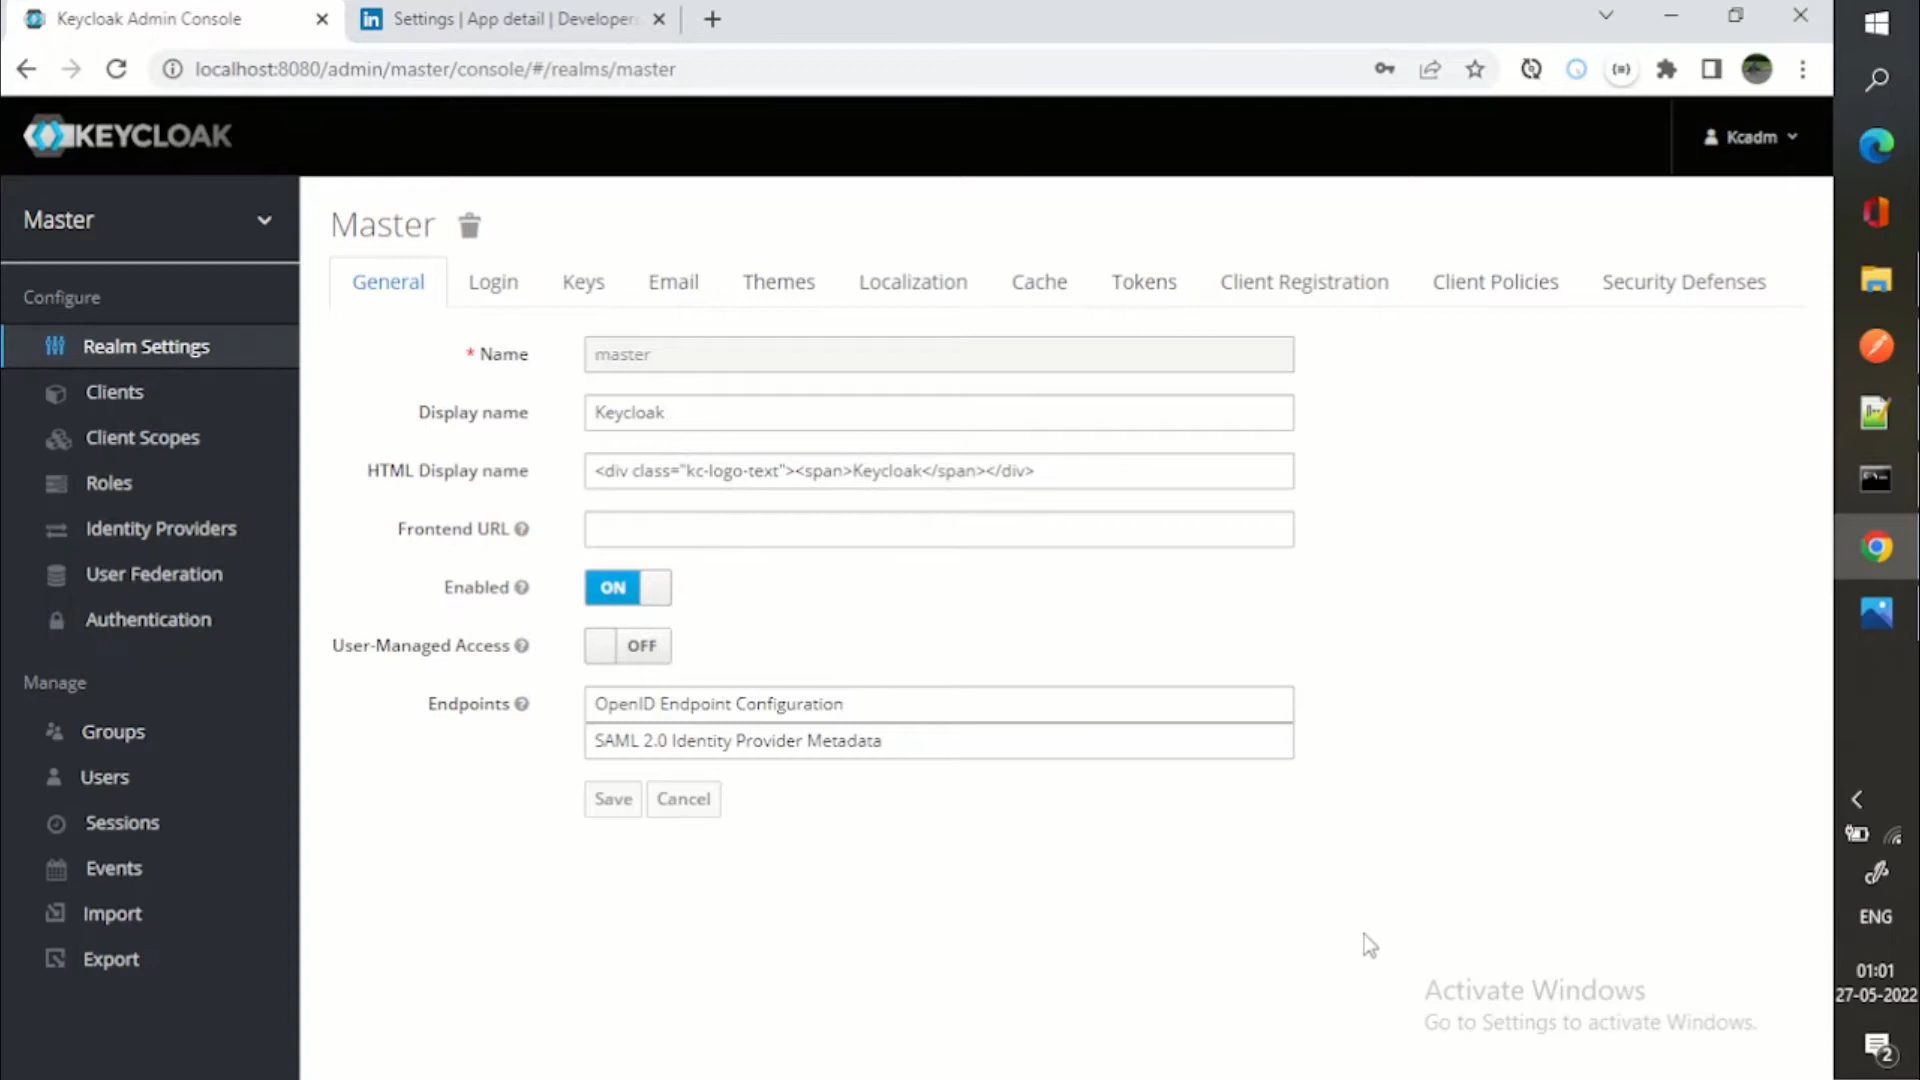 Keycloak Admin Console
Settings | App detail | Developer
localhost:8080/admin/master/console/#/realms/master
KEYCLOAK
Kcadm
Master
Configure
Realm Settings
Clients
Client Scopes
Roles
Identity Providers
User Federation
Authentication
Manage
Groups
Users
Sessions
Events
Import
Export
Master
General Login Keys Email Themes Localization Cache Tokens Client Registration Client Policies Security Defenses
* Name master
Display name Keycloak
HTML Display name <div class="kc-logo-text"><span>Keycloak</span></div>
Frontend URL
Enabled ON
User-Managed Access OFF
Endpoints OpenID Endpoint Configuration
SAML 2.0 Identity Provider Metadata
Save Cancel
Activate Windows
Go to Settings to activate Windows.
ENG
01:01
27-05-2022
2